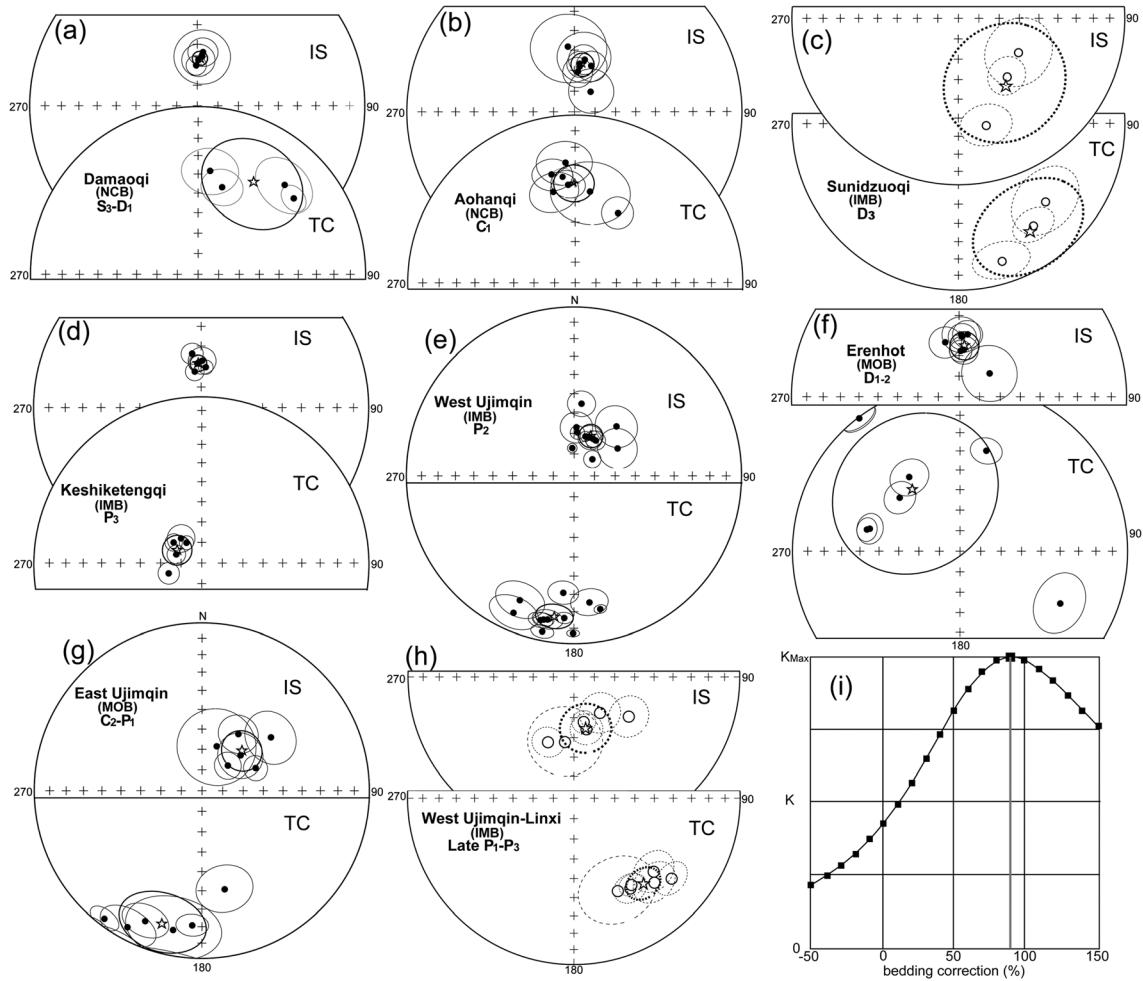 (a)
IS
270
90
Damaoqi
(NCB)
S3-D1
TC
270
90
(b)
IS
270
90
Aohanqi
(NCB)
C1
TC
270
90
(c)
270
90
IS
270
90
TC
Sunidzuoqi
(IMB)
D3
180
(d)
IS
270
90
TC
Keshiketengqi
(IMB)
P3
270
90
(e)
N
West Ujimqin
(IMB)
P2
IS
270
90
TC
180
(f)
Erenhot
(MOB)
D1-2
IS
270
90
TC
270
90
180
(g)
N
East Ujimqin
(MOB)
C2-P1
IS
270
90
TC
180
(h)
270
90
IS
270
90
West Ujimqin-Linxi
(IMB)
Late P1-P3
TC
180
(i)
KMax
K
0
-50
0
50
100
150
bedding correction (%)